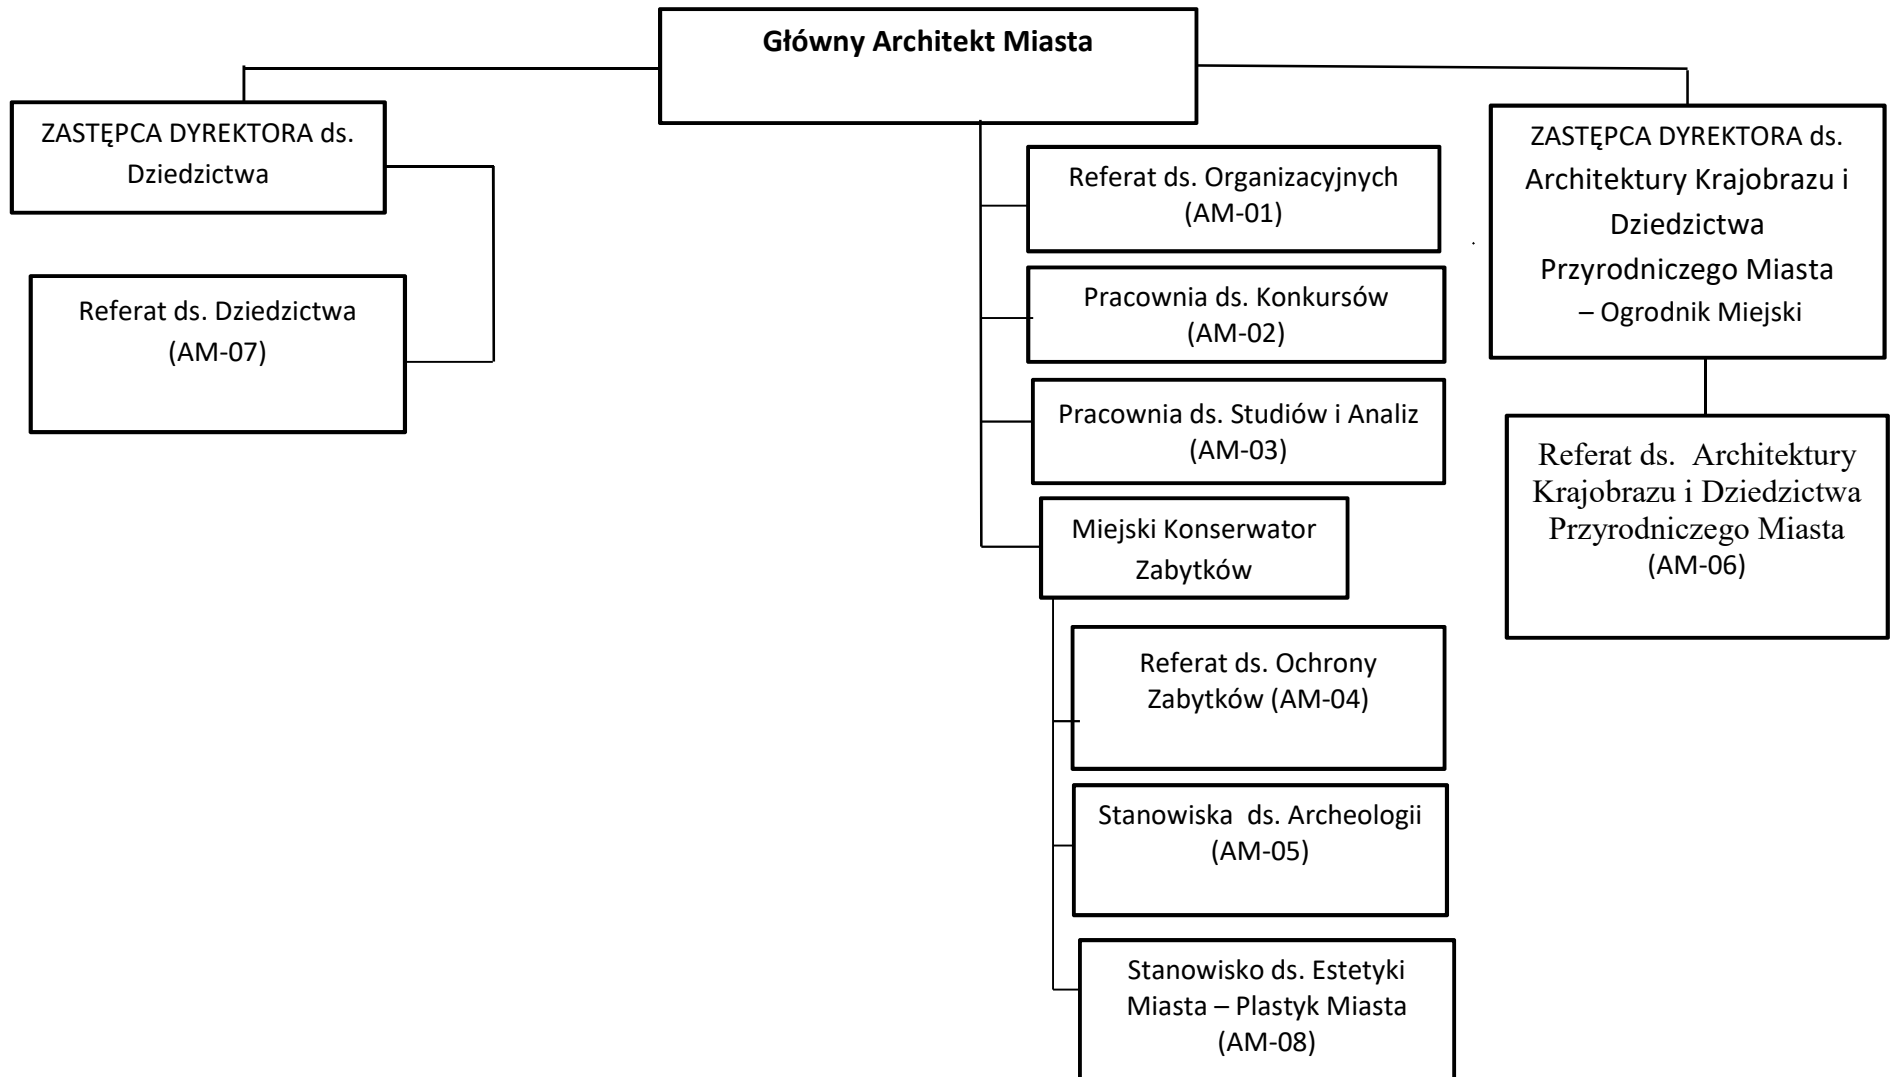 Główny Architekt Miasta
ZASTĘPCA DYREKTORA ds.
Dziedzictwa
Referat ds. Dziedzictwa
(AM-07)
Referat ds. Organizacyjnych
(AM-01)
Pracownia ds. Konkursów
(AM-02)
Pracownia ds. Studiów i Analiz
(AM-03)
Miejski Konserwator
Zabytków
Referat ds. Ochrony
Zabytków (AM-04)
Stanowiska ds. Archeologii
(AM-05)
Stanowisko ds. Estetyki
Miasta – Plastyk Miasta
(AM-08)
ZASTĘPCA DYREKTORA ds.
Architektury Krajobrazu i
Dziedzictwa
Przyrodniczego Miasta
– Ogrodnik Miejski
Referat ds. Architektury
Krajobrazu i Dziedzictwa
Przyrodniczego Miasta
(AM-06)